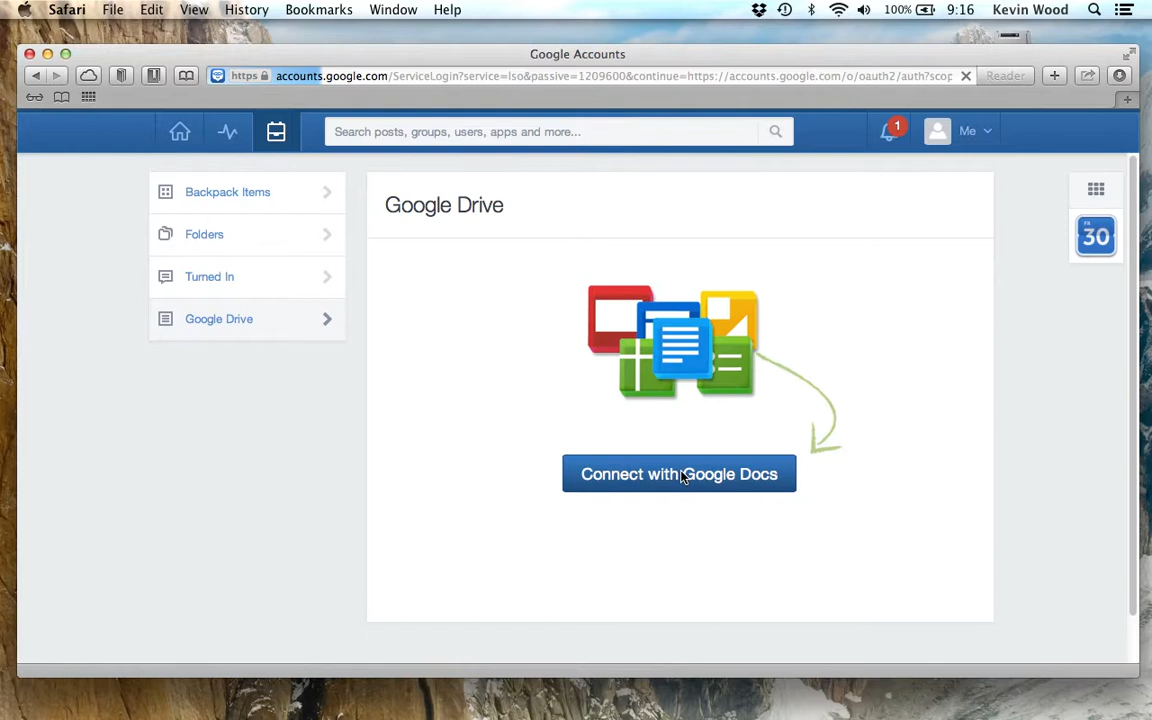 Safari File Edit View History Bookmarks Window Help 100% 9:16 Kevin Wood
Google Accounts
https accounts.google.com/ServiceLogin?service=lso&passive=1209600&continue=https://accounts.google.com/o/oauth2/auth?scop Reader
Search posts, groups, users, apps and more... 1 Me
Backpack Items
Folders
Turned In
Google Drive
Google Drive
30
Connect with Google Docs